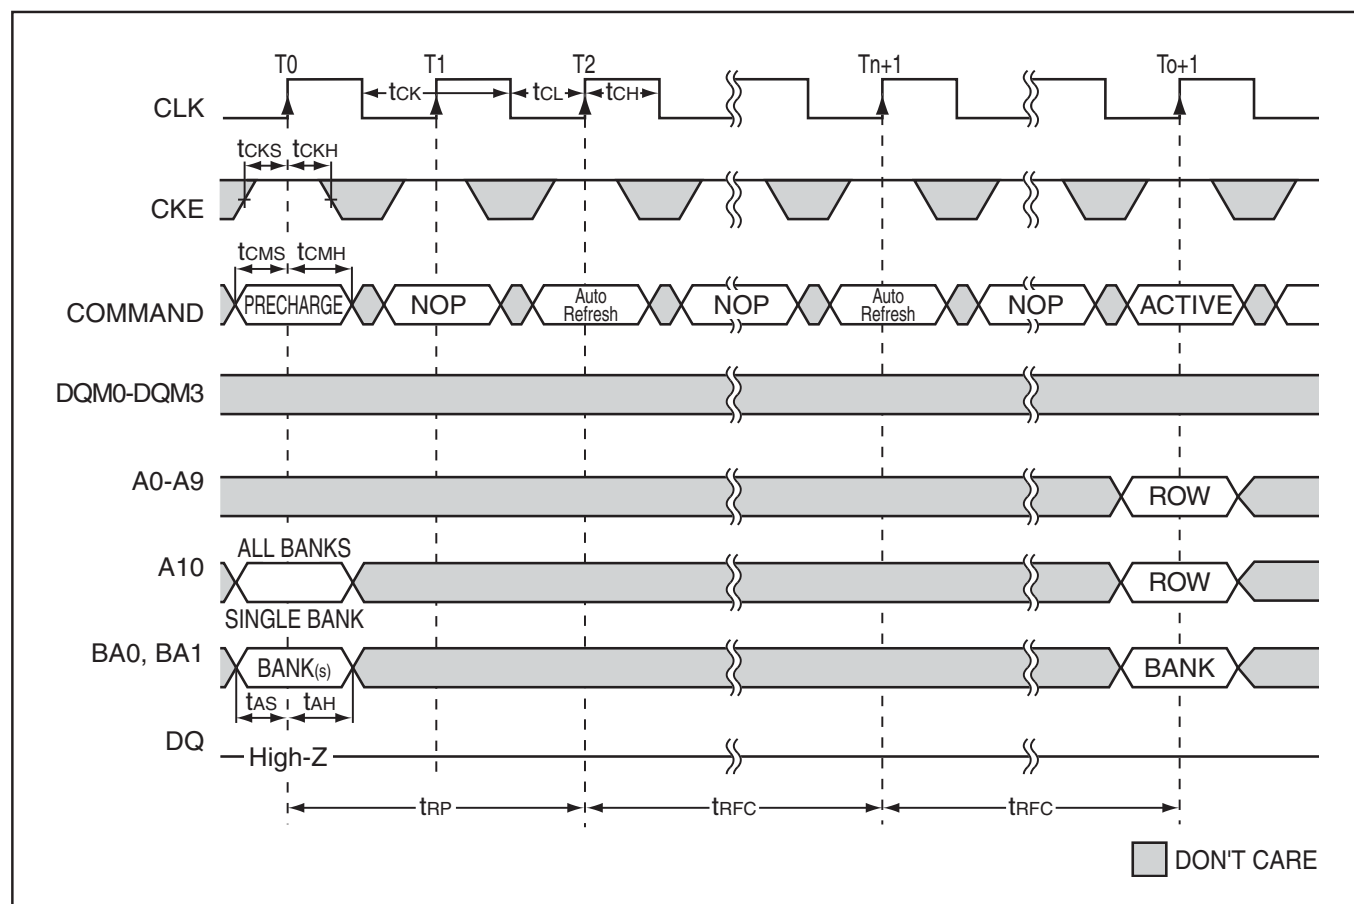 T0 T1 T2 Tn+1 To+1
CLK tCK tCL tCH
tCKS tCKH
CKE
tCMS tCMH
COMMAND PRECHARGE NOP Auto Refresh NOP Auto Refresh NOP ACTIVE
DQM0-DQM3
A0-A9 ROW
ALL BANKS
A10 ROW
SINGLE BANK
BA0, BA1 BANK(s) BANK
tAS tAH
DQ High-Z
tRP tRFC tRFC
DON'T CARE